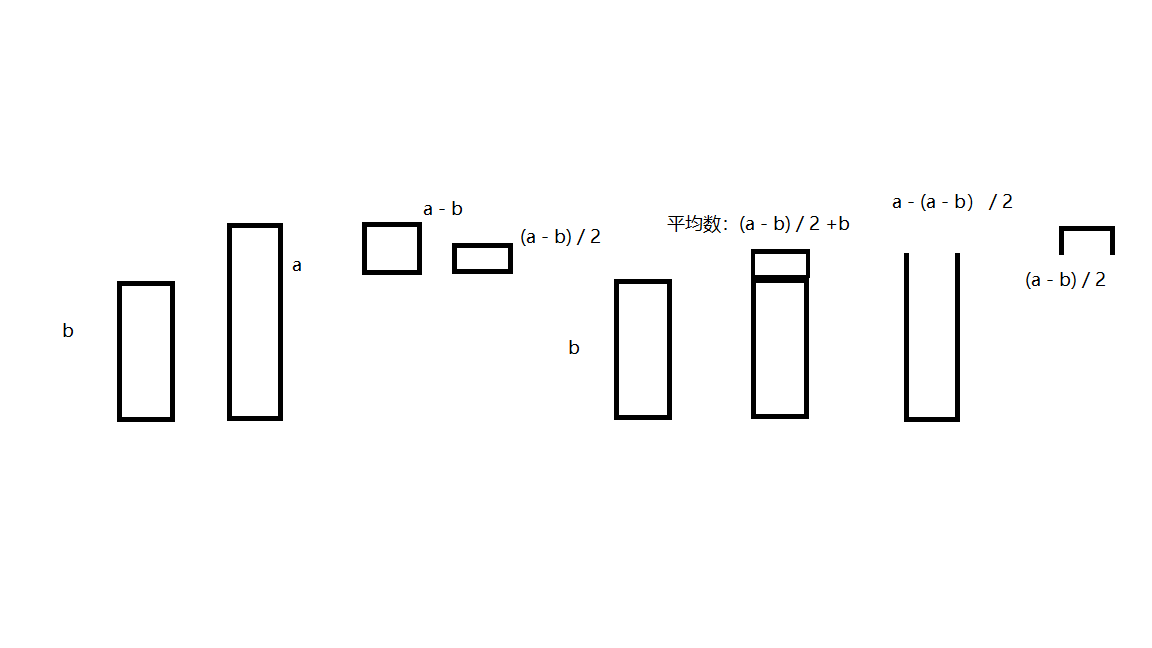 b
a
a - b
(a - b) / 2
b
平均数：(a - b) / 2 +b
a - (a - b） / 2
(a - b) / 2